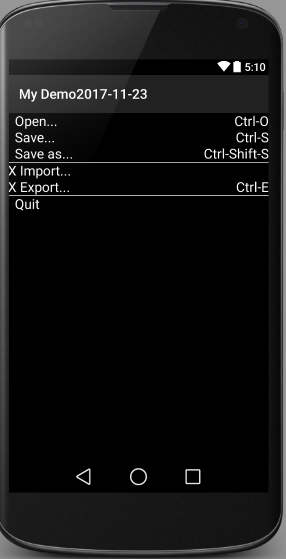 5:10
My Demo2017-11-23
Open... Ctrl-O
Save... Ctrl-S
Save as... Ctrl-Shift-S
X Import...
X Export... Ctrl-E
Quit